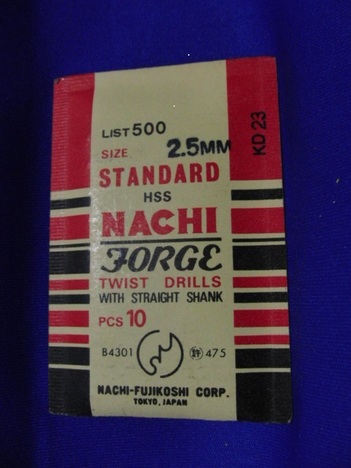 LIST 500
SIZE 2.5MM
KD 23
STANDARD
HSS
NACHI
FORGE
TWIST DRILLS
WITH STRAIGHT SHANK
PCS 10
B4301 許 475
NACHI-FUJIKOSHI CORP.
TOKYO, JAPAN